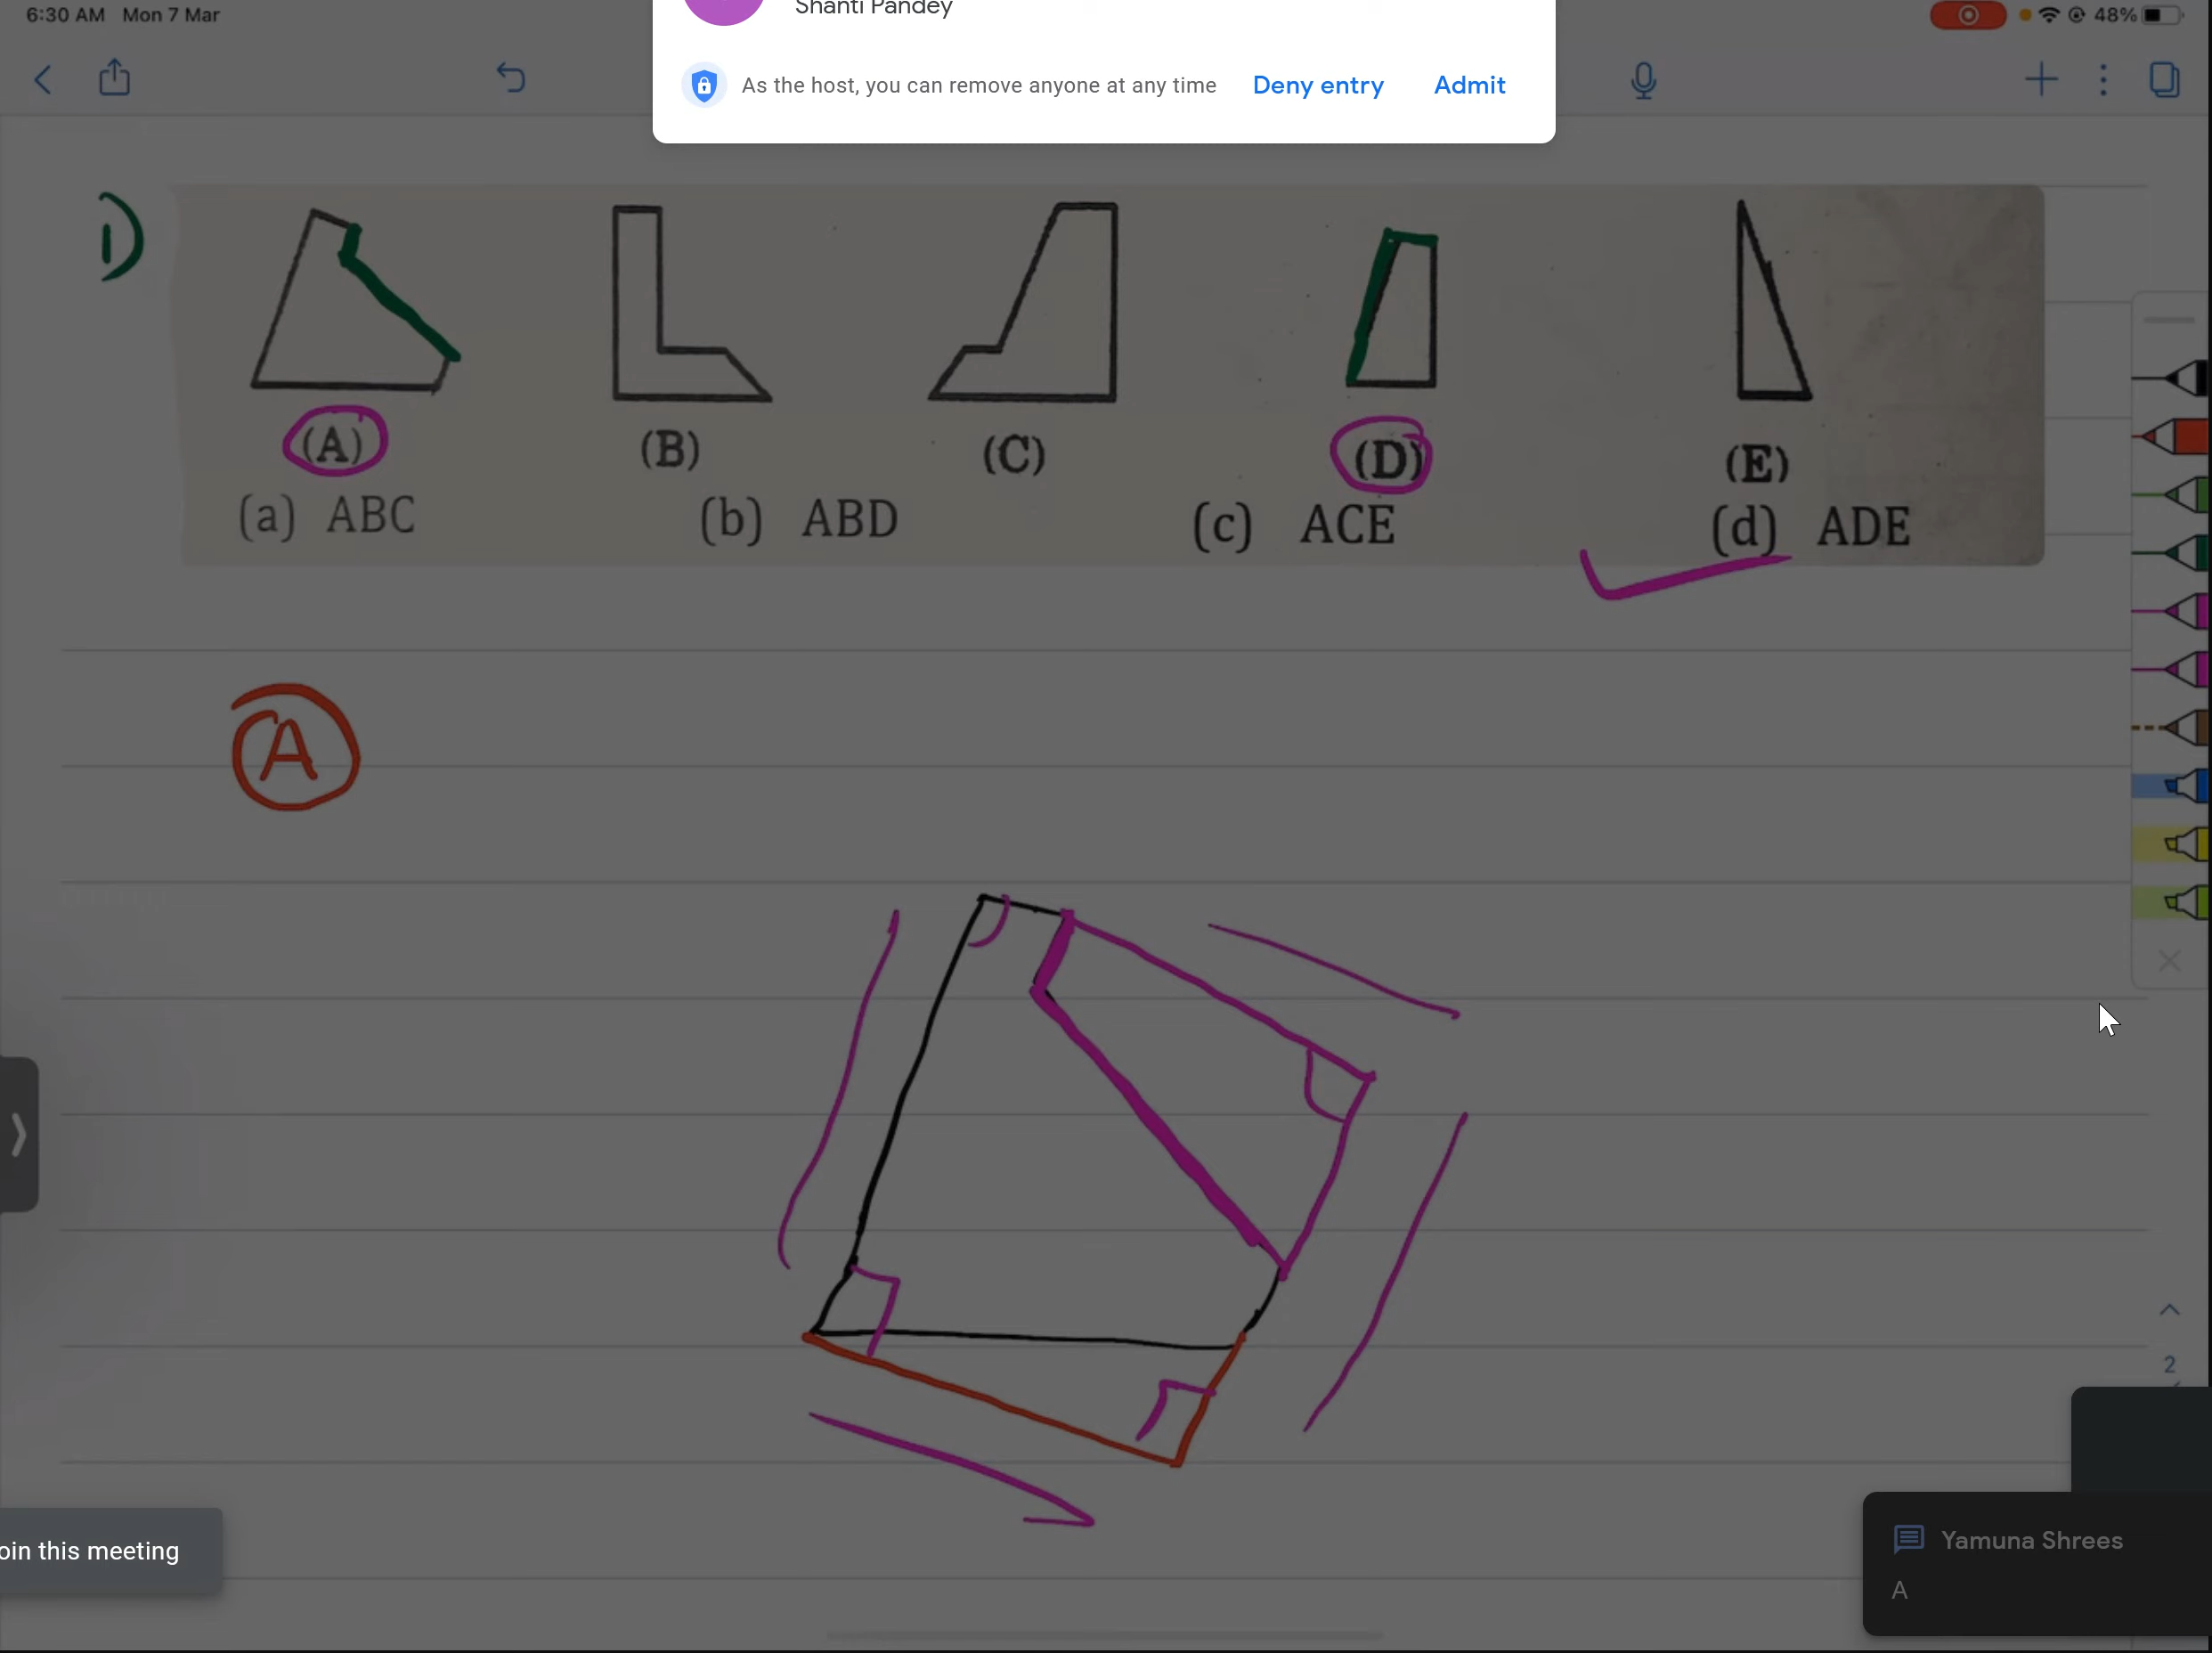 6:30 AM Mon 7 Mar
48%
Shanti Pandey
As the host, you can remove anyone at any time Deny entry Admit
1)
(A) (B) (C) (D) (E)
(a) ABC (b) ABD (c) ACE (d) ADE
A
2
oin this meeting
Yamuna Shrees
A